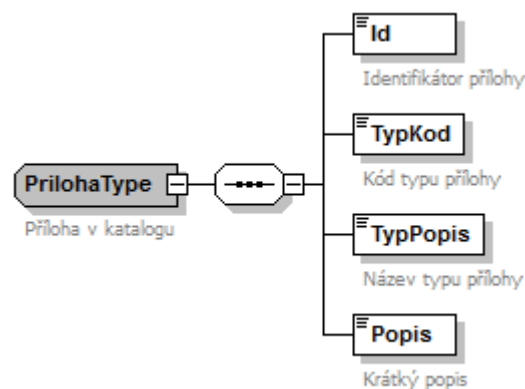 Id
Identifikátor přílohy
TypKod
Kód typu přílohy
PrilohaType
Příloha v katalogu
TypPopis
Název typu přílohy
Popis
Krátký popis